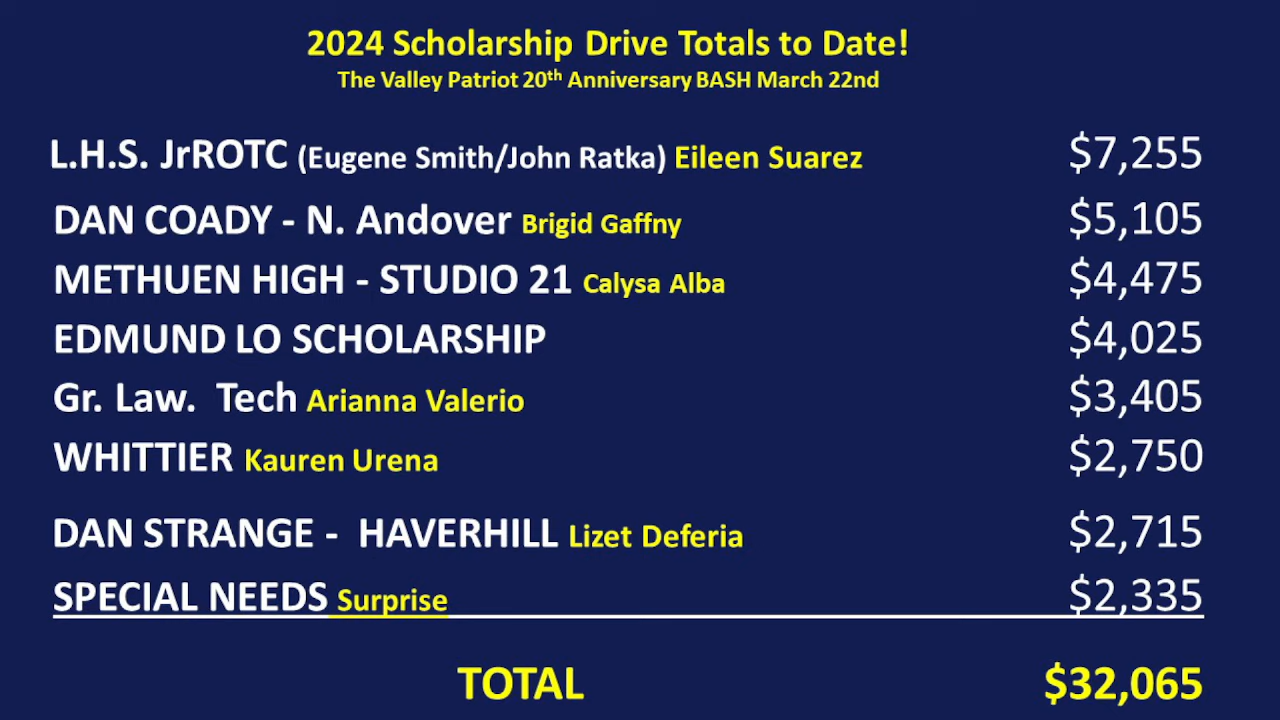 2024 Scholarship Drive Totals to Date!
The Valley Patriot 20th Anniversary BASH March 22nd
L.H.S. JrROTC (Eugene Smith/John Ratka) Eileen Suarez $7,255
DAN COADY - N. Andover Brigid Gaffny $5,105
METHUEN HIGH - STUDIO 21 Calysa Alba $4,475
EDMUND LO SCHOLARSHIP $4,025
Gr. Law. Tech Arianna Valerio $3,405
WHITTIER Kauren Urena $2,750
DAN STRANGE - HAVERHILL Lizet Deferia $2,715
SPECIAL NEEDS Surprise $2,335
TOTAL $32,065